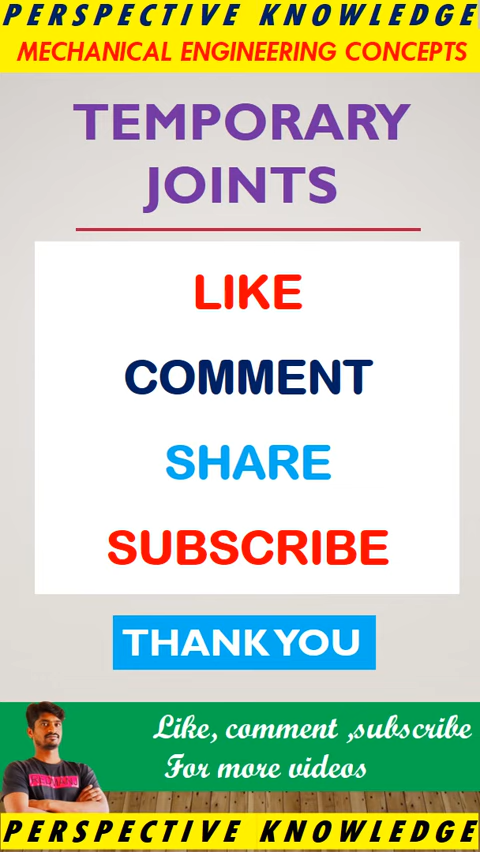 PERSPECTIVE KNOWLEDGE
MECHANICAL ENGINEERING CONCEPTS
TEMPORARY
JOINTS
LIKE
COMMENT
SHARE
SUBSCRIBE
THANK YOU
Like, comment ,subscribe
For more videos
PERSPECTIVE KNOWLEDGE